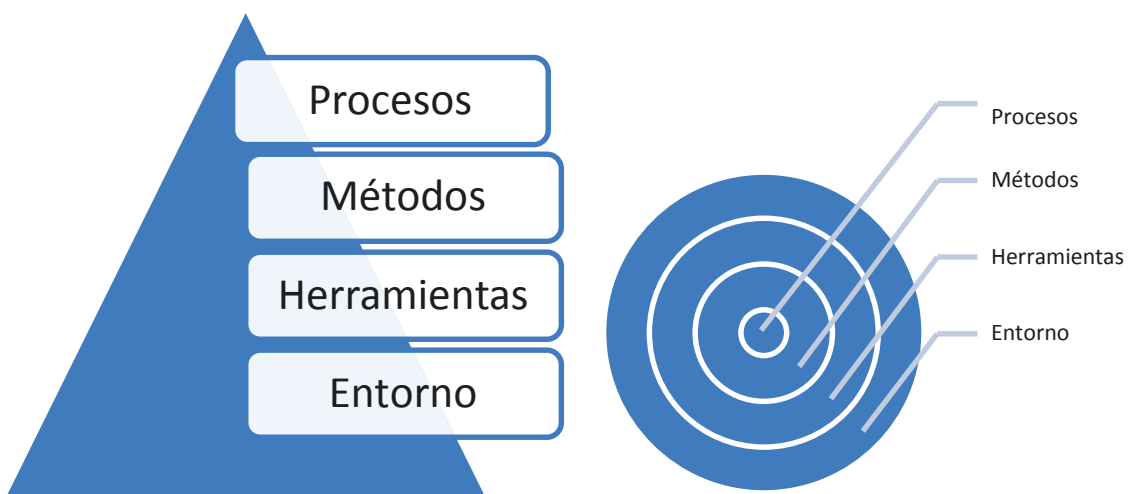 Procesos
Métodos
Herramientas
Entorno
Procesos
Métodos
Herramientas
Entorno